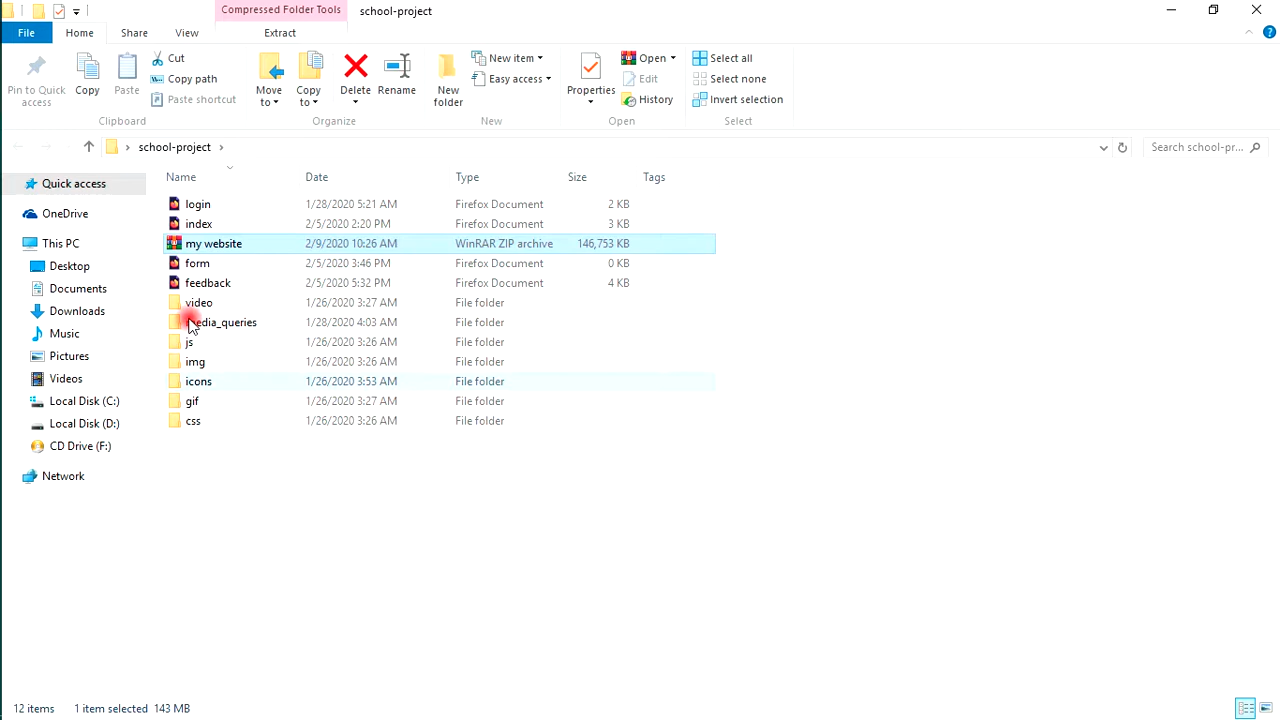 Compressed Folder Tools school-project
File Home Share View Extract
Pin to Quick access
Copy
Paste
Cut
Copy path
Paste shortcut
Clipboard
Move to
Copy to
Delete
Rename
Organize
New folder
New item
Easy access
New
Properties
Open
Edit
History
Open
Select all
Select none
Invert selection
Select
school-project
Search school-pr...
Quick access
OneDrive
This PC
Desktop
Documents
Downloads
Music
Pictures
Videos
Local Disk (C:)
Local Disk (D:)
CD Drive (F:)
Network
Name Date Type Size Tags
login 1/28/2020 5:21 AM Firefox Document 2 KB
index 2/5/2020 2:20 PM Firefox Document 3 KB
my website 2/9/2020 10:26 AM WinRAR ZIP archive 146,753 KB
form 2/5/2020 3:46 PM Firefox Document 0 KB
feedback 2/5/2020 5:32 PM Firefox Document 4 KB
video 1/26/2020 3:27 AM File folder
media_queries 1/28/2020 4:03 AM File folder
js 1/26/2020 3:26 AM File folder
img 1/26/2020 3:26 AM File folder
icons 1/26/2020 3:53 AM File folder
gif 1/26/2020 3:27 AM File folder
css 1/26/2020 3:26 AM File folder
12 items 1 item selected 143 MB